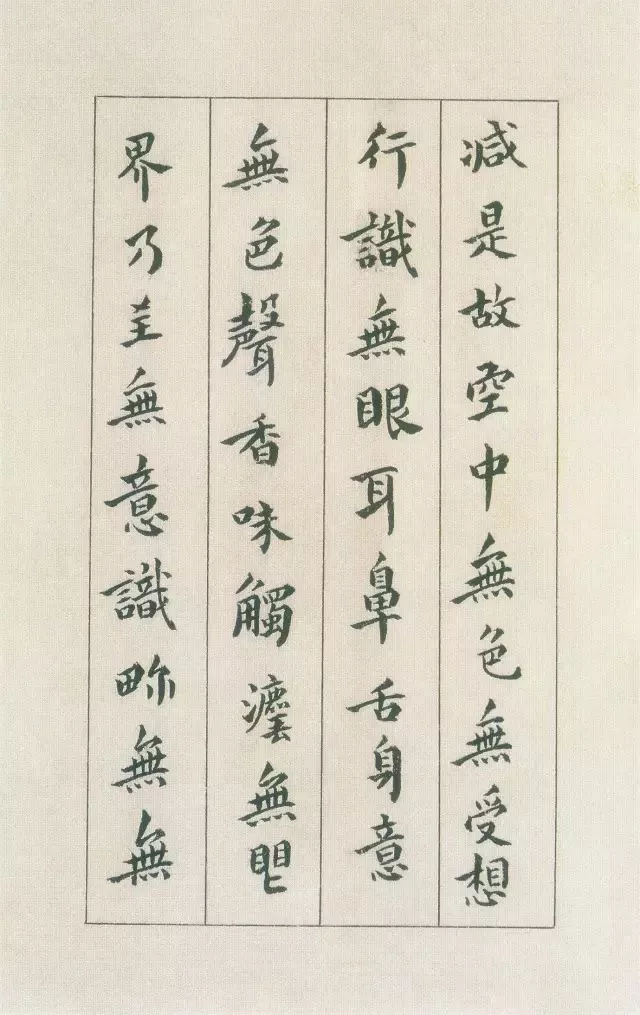 減是故空中無色無受想
行識無眼耳鼻舌身意
無色聲香味觸灋無眼
界乃至無意識畍無無